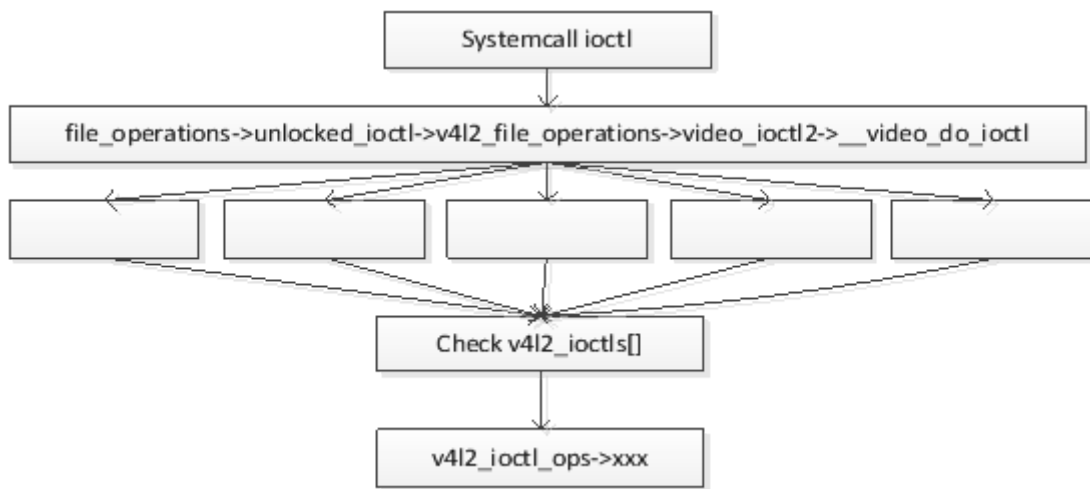 Systemcall ioctl
file_operations->unlocked_ioctl->v4l2_file_operations->video_ioctl2->__video_do_ioctl
Check v4l2_ioctls[]
v4l2_ioctl_ops->xxx